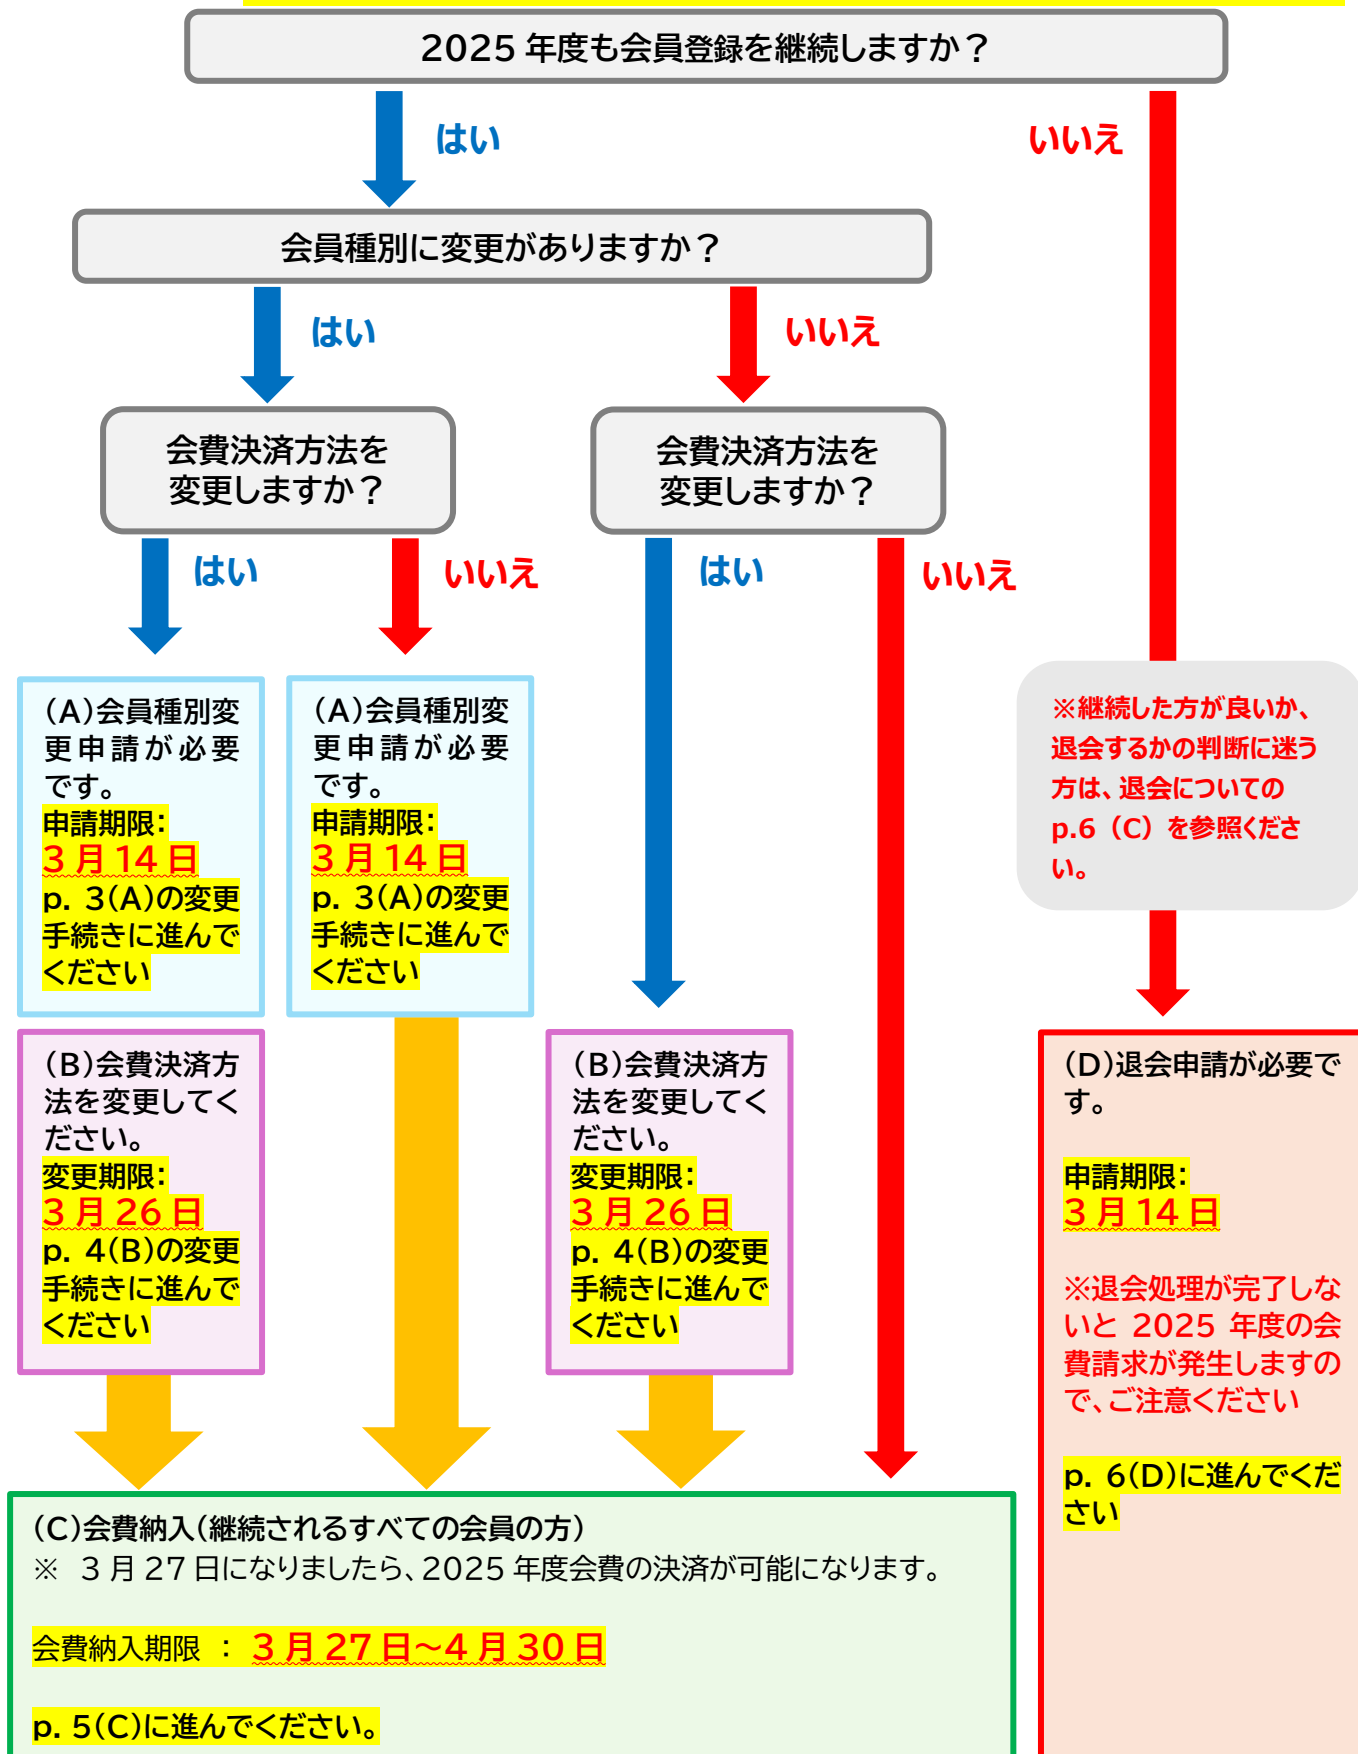 2025 年度も会員登録を継続しますか？
はい
いいえ
会員種別に変更がありますか？
はい
いいえ
会費決済方法を
変更しますか？
会費決済方法を
変更しますか？
はい
いいえ
はい
いいえ
（A）会員種別変
更申請が必要
です。
申請期限：
3 月 14 日
p. 3(A)の変更
手続きに進んで
ください
（A）会員種別変
更申請が必要
です。
申請期限：
3 月 14 日
p. 3(A)の変更
手続きに進んで
ください
※継続した方が良いか、
退会するかの判断に迷う
方は、退会についての
p.6（C）を参照くださ
い。
（B）会費決済方
法を変更してく
ださい。
変更期限：
3 月 26 日
p. 4(B)の変更
手続きに進んで
ください
（B）会費決済方
法を変更してく
ださい。
変更期限：
3 月 26 日
p. 4(B)の変更
手続きに進んで
ください
（D）退会申請が必要で
す。
申請期限：
3 月 14 日
※退会処理が完了しな
いと 2025 年度の会
費請求が発生しますの
で、ご注意ください
p. 6(D)に進んでくだ
さい
（C）会費納入（継続されるすべての会員の方）
※ 3 月 27 日になりましたら、2025 年度会費の決済が可能になります。
会費納入期限 ： 3 月 27 日～4 月 30 日
p. 5(C)に進んでください。